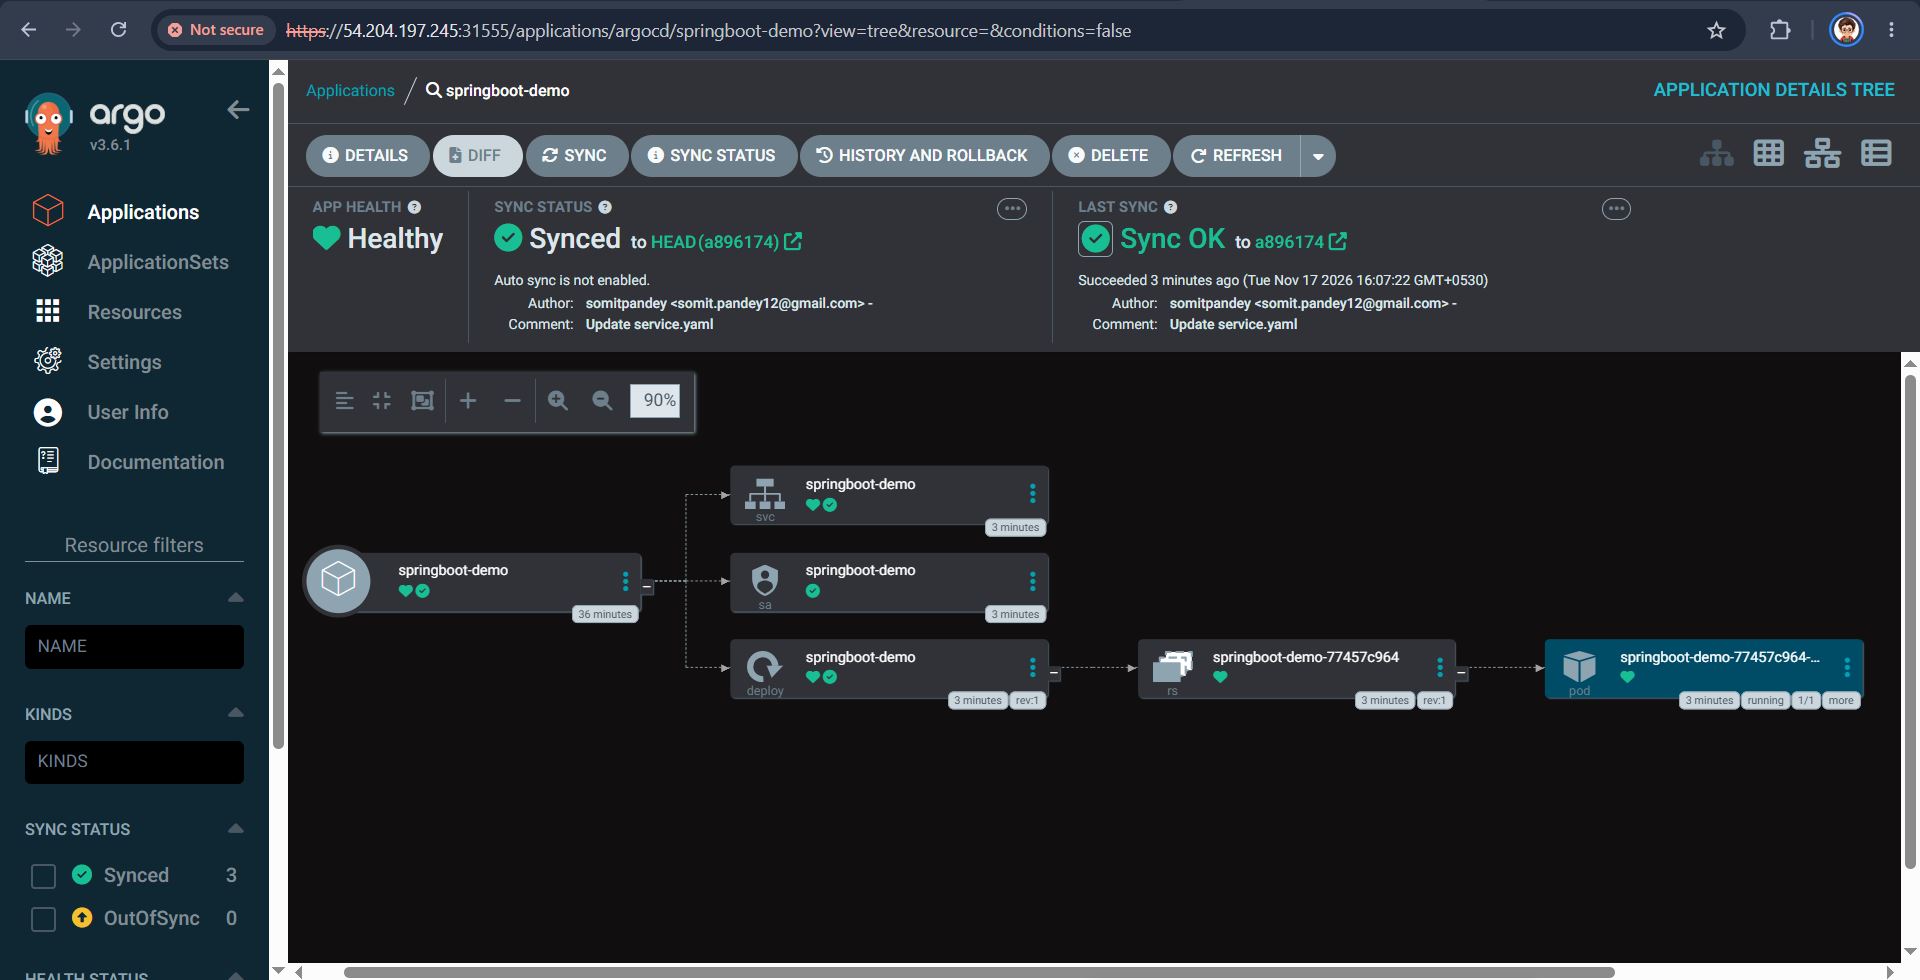 Not secure
https://54.204.197.245:31555/applications/argocd/springboot-demo?view=tree&resource=&conditions=false
argo
v3.6.1
Applications
ApplicationSets
Resources
Settings
User Info
Documentation
Resource filters
NAME
NAME
KINDS
KINDS
SYNC STATUS
Synced 3
OutOfSync 0
HEALTH STATUS
Applications / springboot-demo
APPLICATION DETAILS TREE
DETAILS DIFF SYNC SYNC STATUS HISTORY AND ROLLBACK DELETE REFRESH
APP HEALTH
Healthy
SYNC STATUS
Synced to HEAD(a896174)
Auto sync is not enabled.
Author: somitpandey <somit.pandey12@gmail.com> -
Comment: Update service.yaml
LAST SYNC
Sync OK to a896174
Succeeded 3 minutes ago (Tue Nov 17 2026 16:07:22 GMT+0530)
Author: somitpandey <somit.pandey12@gmail.com> -
Comment: Update service.yaml
90%
springboot-demo
36 minutes
springboot-demo
svc
3 minutes
springboot-demo
sa
3 minutes
springboot-demo
deploy
3 minutes rev:1
springboot-demo-77457c964
rs
3 minutes rev:1
springboot-demo-77457c964-...
pod
3 minutes running 1/1 more